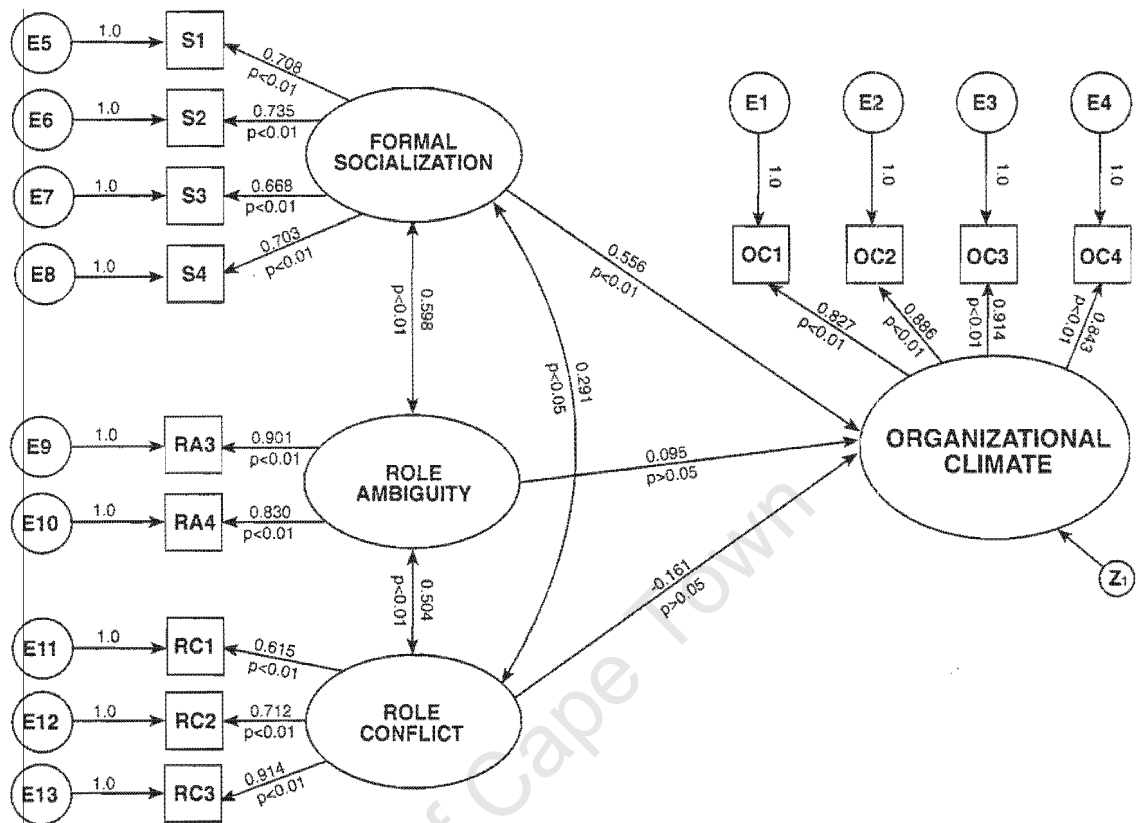 E5
1.0
S1
0.708
p<0.01
E6
1.0
S2
0.735
p<0.01
E7
1.0
S3
0.668
p<0.01
E8
1.0
S4
0.703
p<0.01
FORMAL
SOCIALIZATION
0.598
p<0.01
0.291
p<0.05
0.556
p<0.01
E1
E2
E3
E4
1.0
1.0
1.0
1.0
OC1
OC2
OC3
OC4
0.827
p<0.01
0.886
p<0.01
0.914
p<0.01
0.843
p<0.01
ORGANIZATIONAL
CLIMATE
Z1
E9
1.0
RA3
0.901
p<0.01
E10
1.0
RA4
0.830
p<0.01
ROLE
AMBIGUITY
0.095
p>0.05
0.504
p<0.01
-0.161
p>0.05
E11
1.0
RC1
0.615
p<0.01
E12
1.0
RC2
0.712
p<0.01
E13
1.0
RC3
0.914
p<0.01
ROLE
CONFLICT
f Cape Town